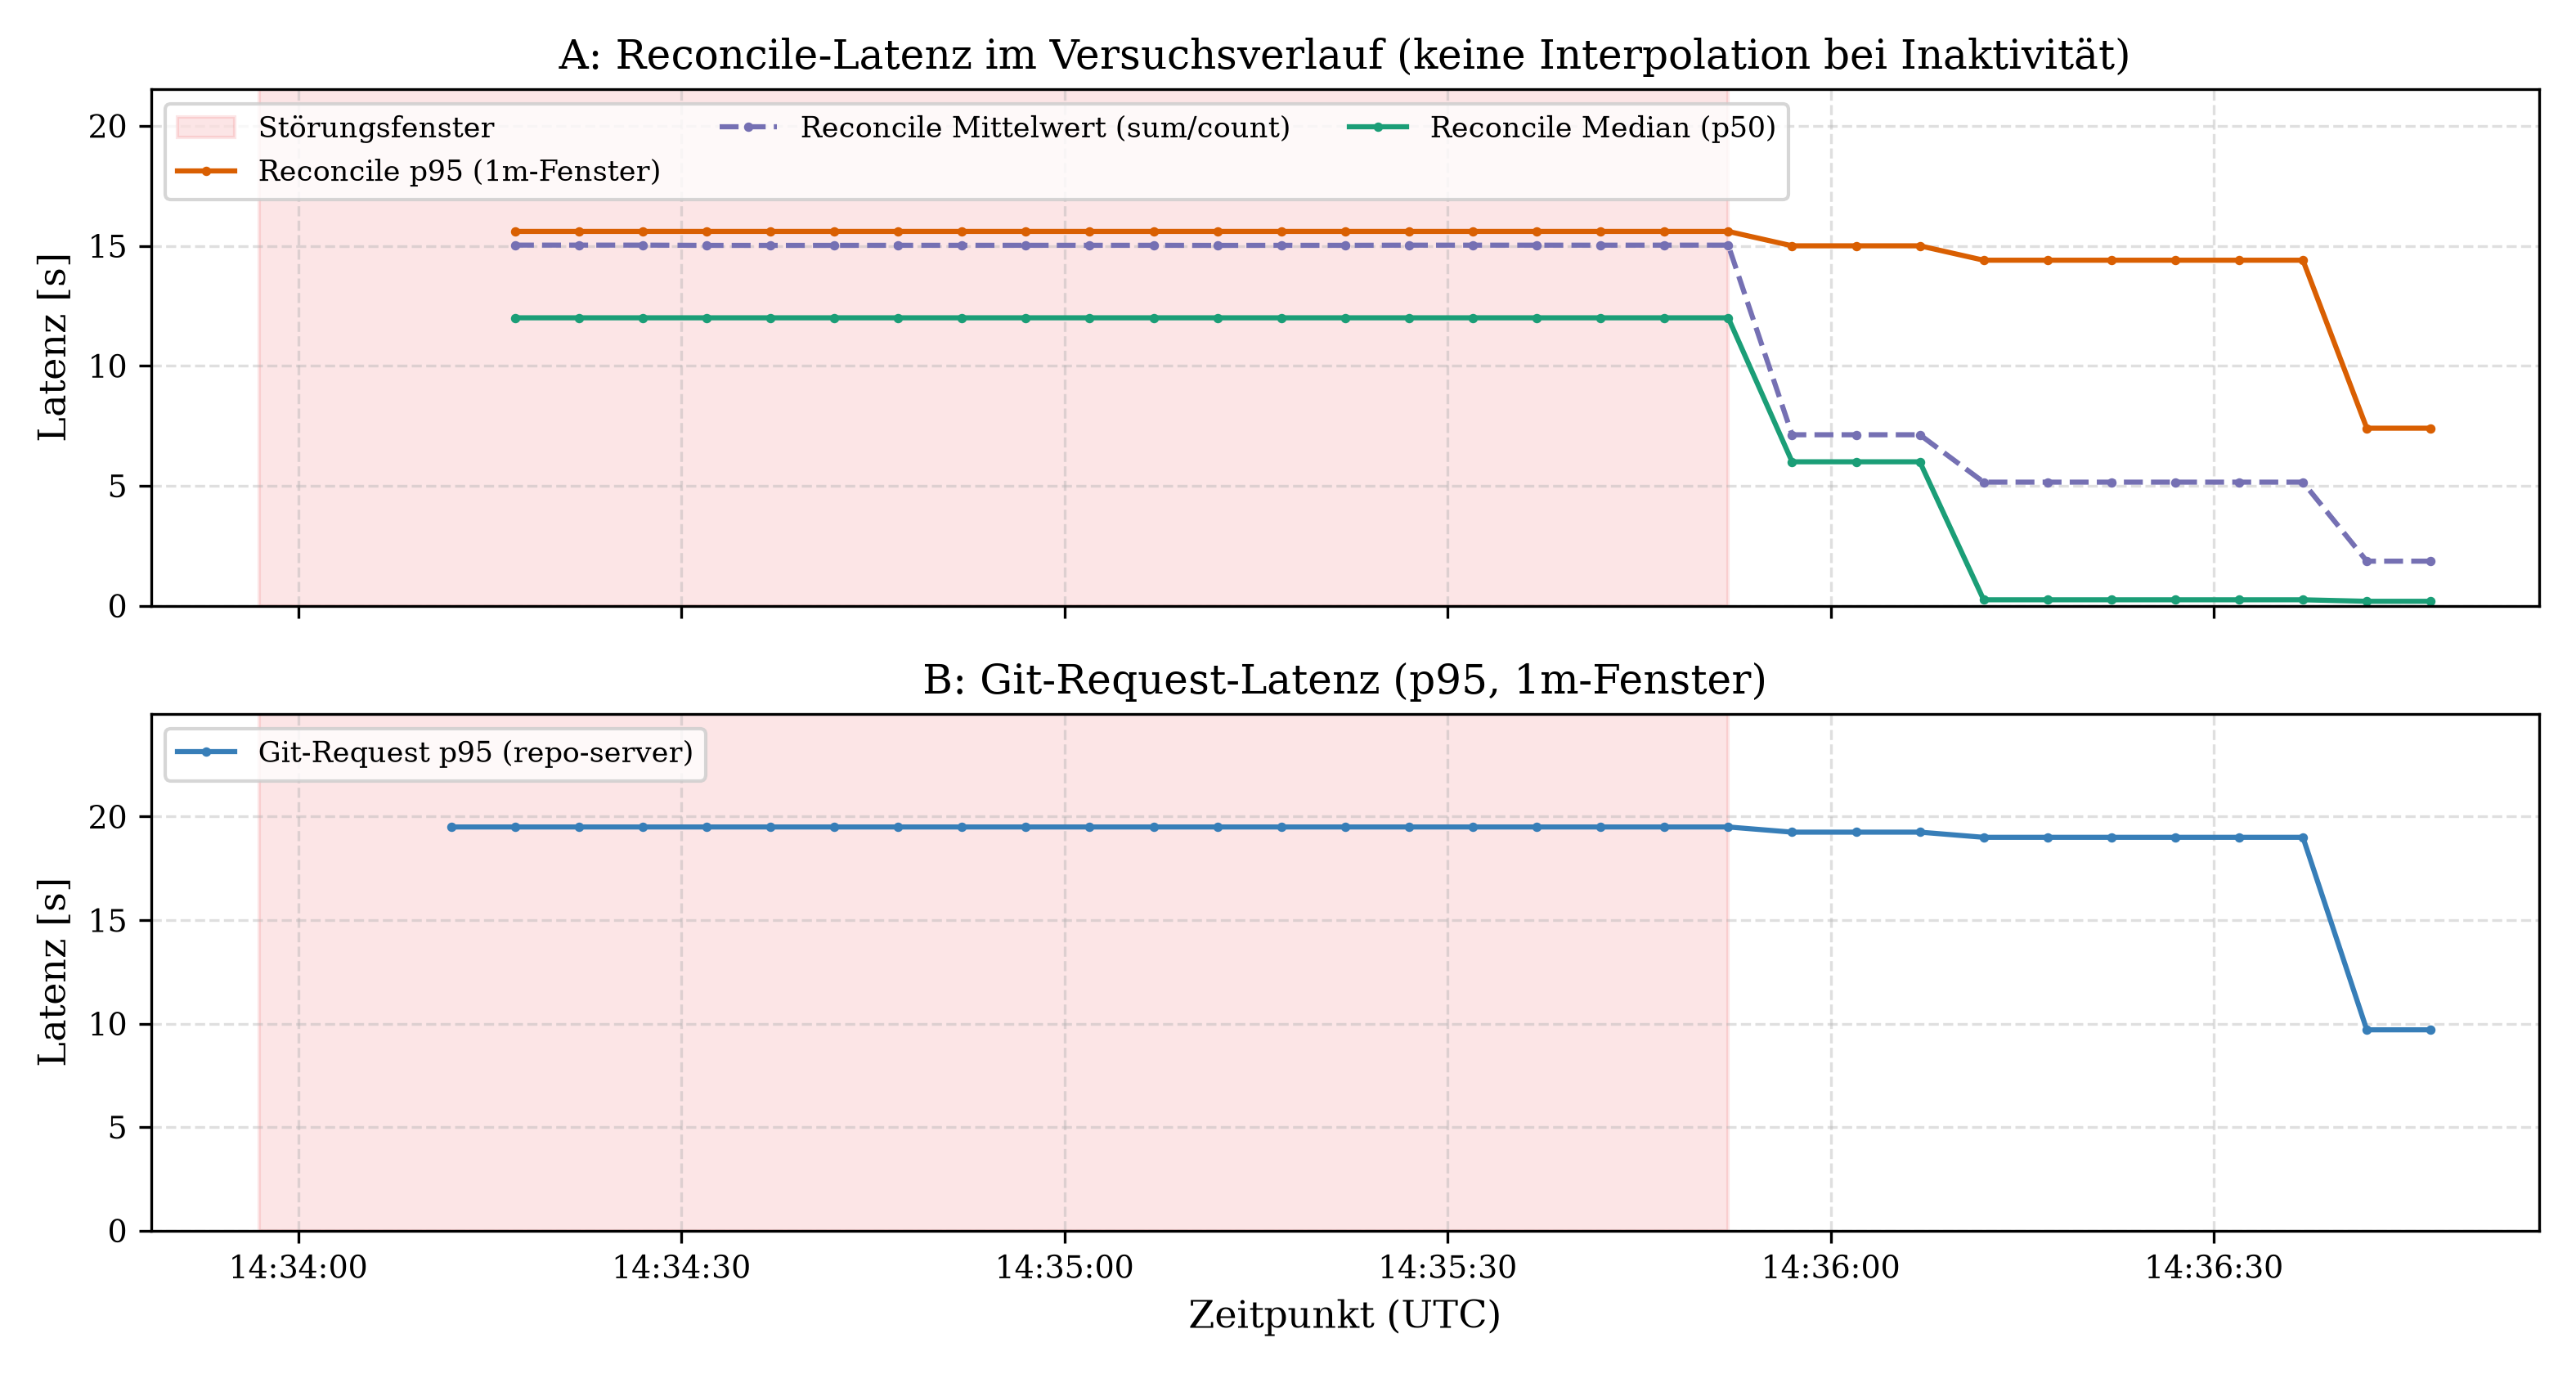 A: Reconcile-Latenz im Versuchsverlauf (keine Interpolation bei Inaktivität)
Störungsfenster
Reconcile p95 (1m-Fenster)
Reconcile Mittelwert (sum/count)
Reconcile Median (p50)
Latenz [s]
20
15
10
5
0
B: Git-Request-Latenz (p95, 1m-Fenster)
Git-Request p95 (repo-server)
Latenz [s]
20
15
10
5
0
14:34:00 14:34:30 14:35:00 14:35:30 14:36:00 14:36:30
Zeitpunkt (UTC)